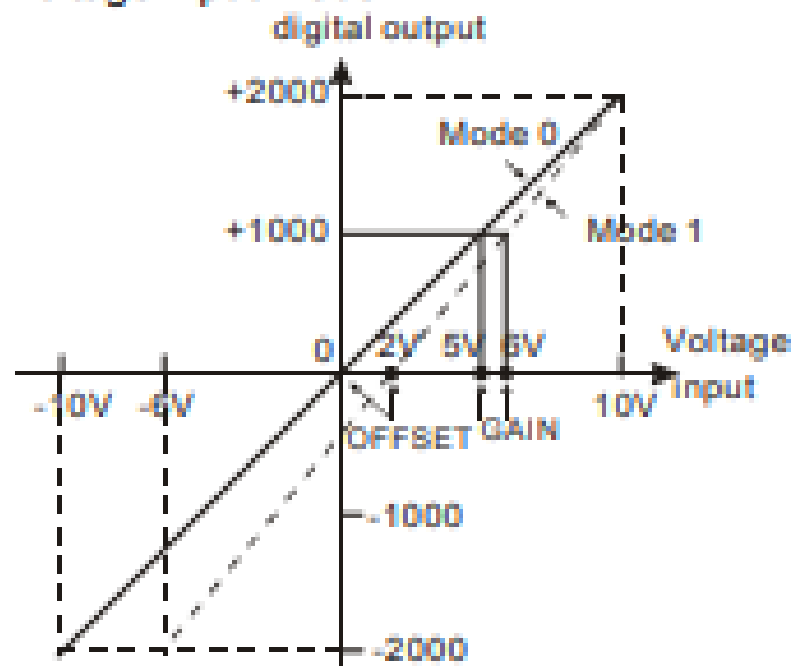 digital output
+2000
Mode 0
+1000
Mode 1
0
2V
5V
6V
Voltage
input
-10V
-6V
10V
OFFSET
GAIN
-1000
-2000